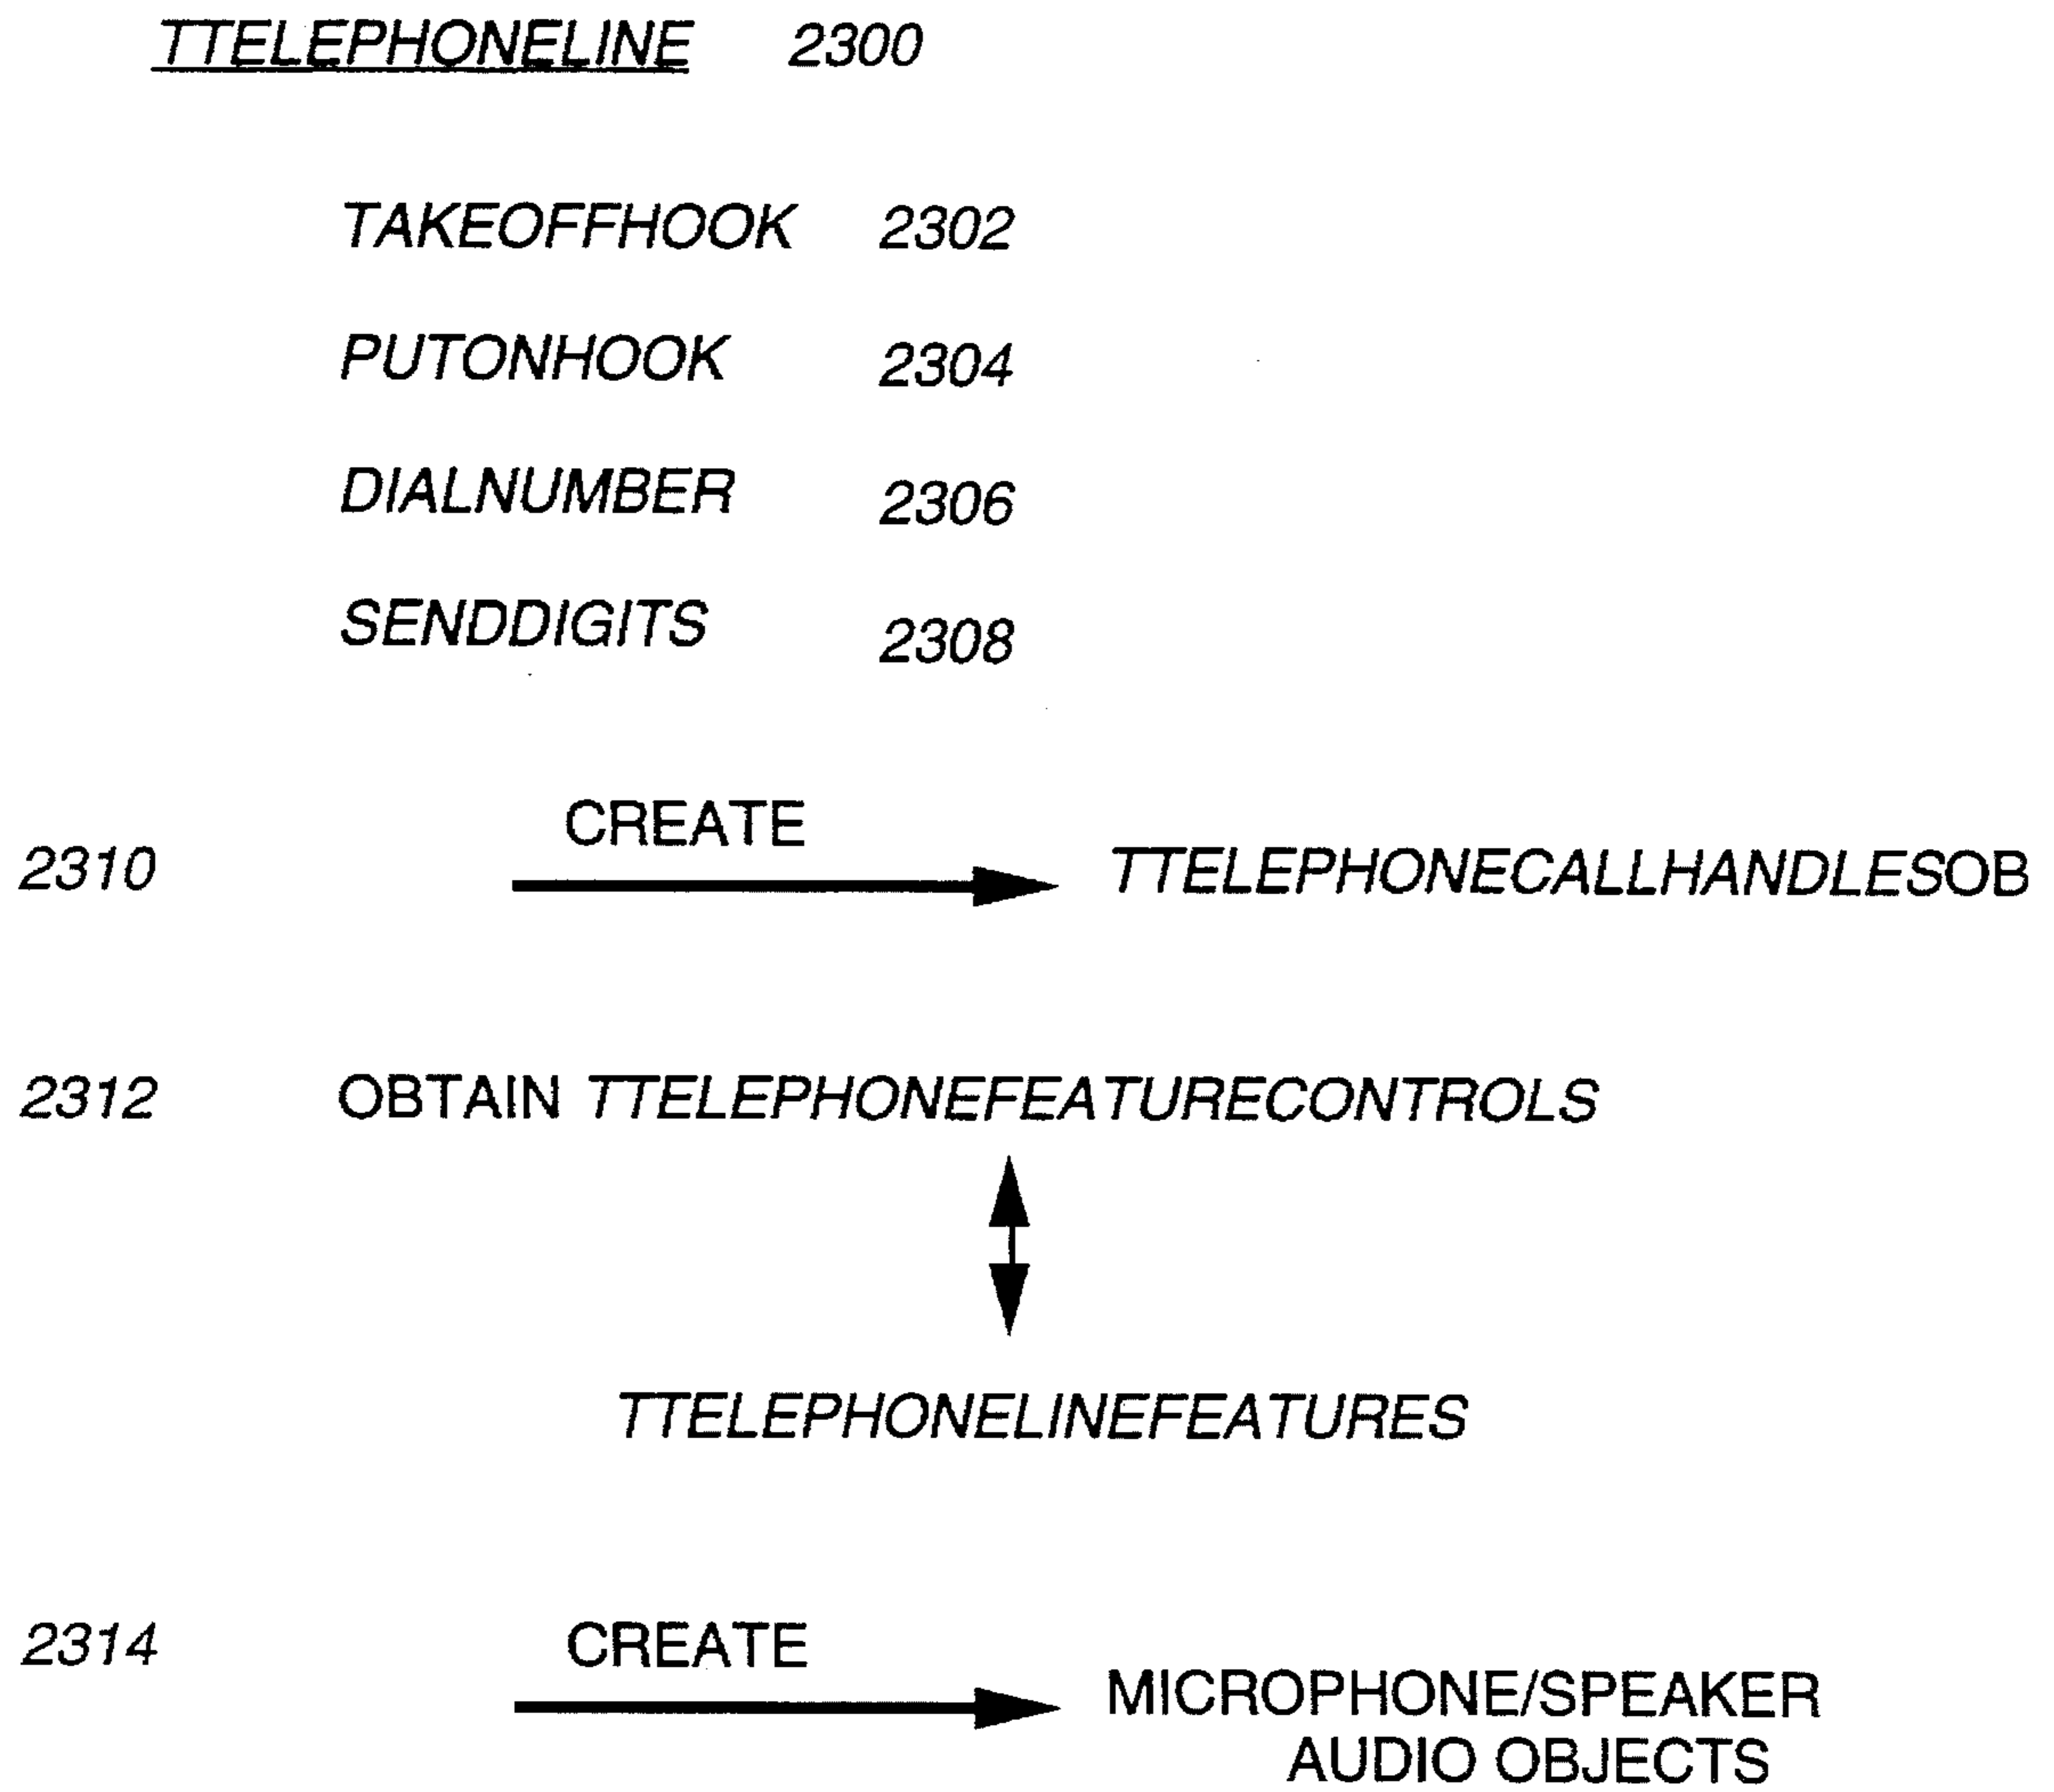 TTELEPHONELINE 2300
TAKEOFFHOOK 2302
PUTONHOOK 2304
DIALNUMBER 2306
SENDDIGITS 2308
CREATE
2310 TTELEPHONECALLHANDLESOB
2312 OBTAIN TTELEPHONEFEATURECONTROLS
TTELEPHONELINEFEATURES
2314 CREATE
MICROPHONE/SPEAKER
AUDIO OBJECTS